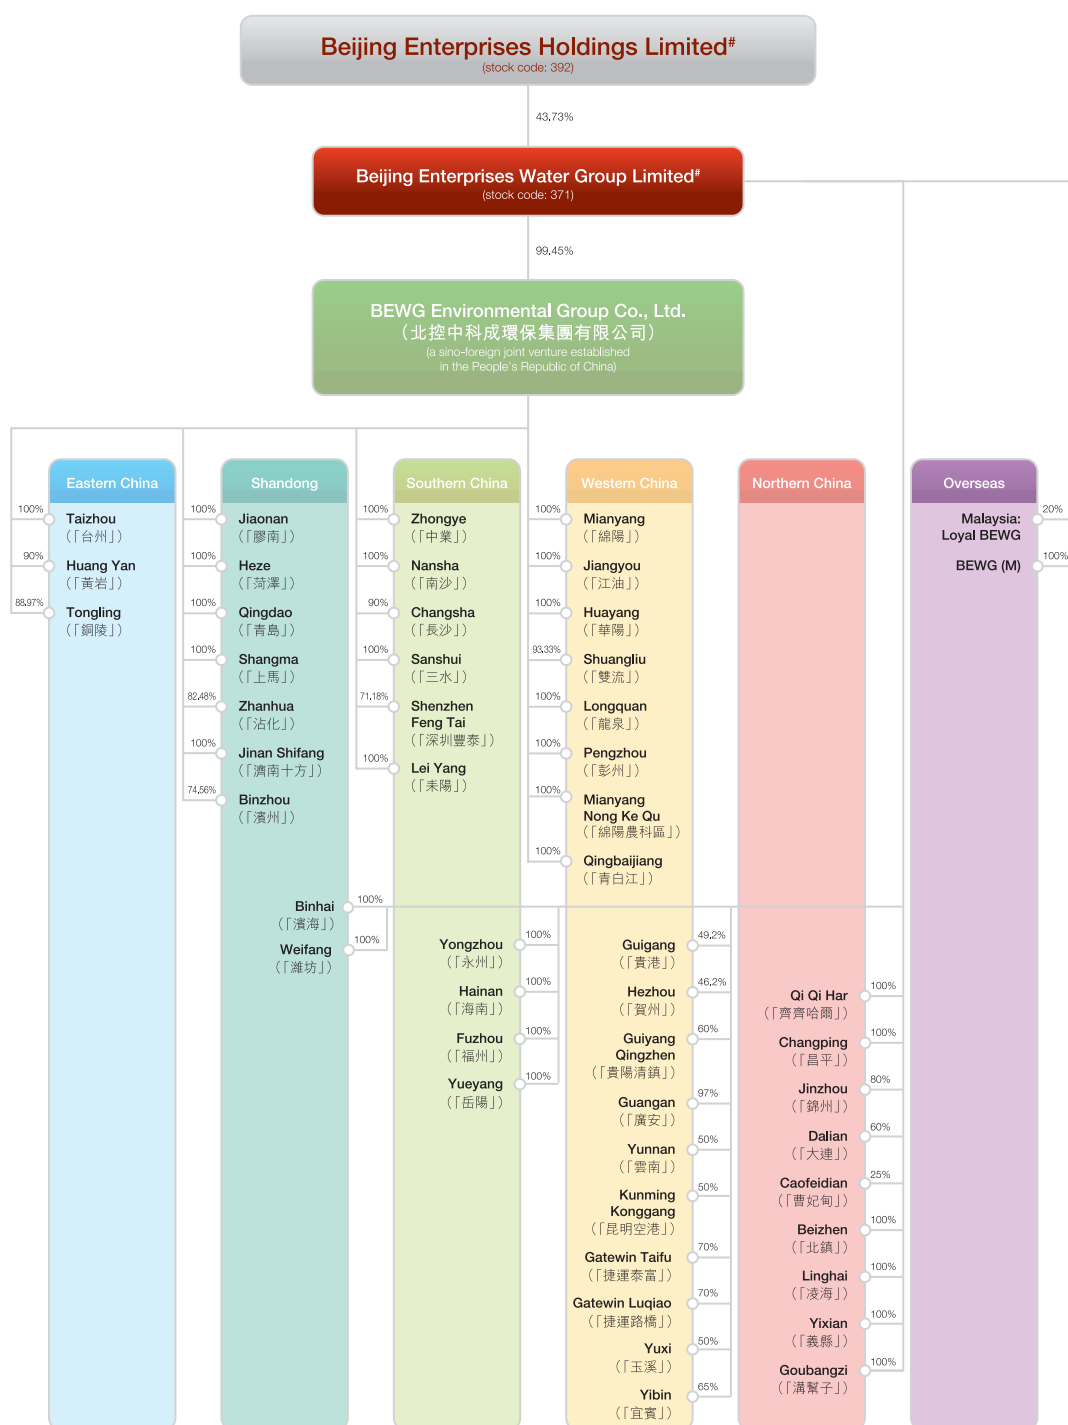 Beijing Enterprises Holdings Limited#
(stock code: 392)
43.73%
Beijing Enterprises Water Group Limited#
(stock code: 371)
99.45%
BEWG Environmental Group Co., Ltd.
（北控中科成環保集團有限公司）
(a sino-foreign joint venture established
in the People's Republic of China)
Eastern China
100%
Taizhou
（「台州」）
90%
Huang Yan
（「黃岩」）
88.97%
Tongling
（「銅陵」）
Shandong
100%
Jiaonan
（「膠南」）
100%
Heze
（「菏澤」）
100%
Qingdao
（「青島」）
100%
Shangma
（「上馬」）
82.48%
Zhanhua
（「沾化」）
100%
Jinan Shifang
（「濟南十方」）
74.56%
Binzhou
（「濱州」）
Binhai
100%
（「濱海」）
Weifang
100%
（「濰坊」）
Southern China
100%
Zhongye
（「中業」）
100%
Nansha
（「南沙」）
90%
Changsha
（「長沙」）
100%
Sanshui
（「三水」）
71.18%
Shenzhen
Feng Tai
（「深圳豐泰」）
100%
Lei Yang
（「耒陽」）
Yongzhou
100%
（「永州」）
Hainan
100%
（「海南」）
Fuzhou
100%
（「福州」）
Yueyang
100%
（「岳陽」）
Western China
100%
Mianyang
（「綿陽」）
100%
Jiangyou
（「江油」）
100%
Huayang
（「華陽」）
93.33%
Shuangliu
（「雙流」）
100%
Longquan
（「龍泉」）
100%
Pengzhou
（「彭州」）
100%
Mianyang
Nong Ke Qu
（「綿陽農科區」）
100%
Qingbaijiang
（「青白江」）
Guigang
49.2%
（「貴港」）
Hezhou
46.2%
（「賀州」）
Guiyang
60%
Qingzhen
（「貴陽清鎮」）
Guangan
97%
（「廣安」）
Yunnan
50%
（「雲南」）
Kunming
50%
Konggang
（「昆明空港」）
Gatewin Taifu
70%
（「捷運泰富」）
Gatewin Luqiao
70%
（「捷運路橋」）
Yuxi
50%
（「玉溪」）
Yibin
65%
（「宜賓」）
Northern China
Qi Qi Har
100%
（「齊齊哈爾」）
Changping
100%
（「昌平」）
Jinzhou
80%
（「錦州」）
Dalian
60%
（「大連」）
Caofeidian
25%
（「曹妃甸」）
Beizhen
100%
（「北鎮」）
Linghai
100%
（「凌海」）
Yixian
100%
（「義縣」）
Goubangzi
100%
（「溝幫子」）
Overseas
Malaysia:
20%
Loyal BEWG
BEWG (M)
100%